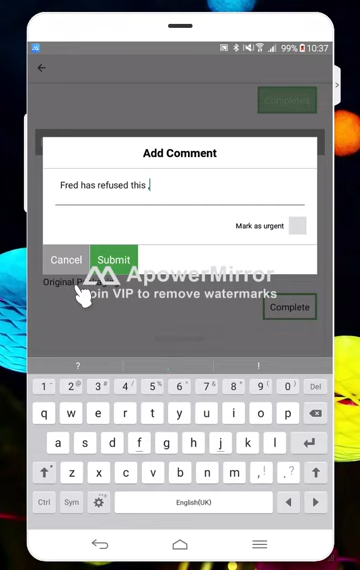 99% 10:37
Completed
Add Comment
Fred has refused this .
Mark as urgent
Cancel Submit
ApowerMirror
Join VIP to remove watermarks
Complete
? , !
1 - 2 @ 3 # 4 / 5 % 6 ^ 7 & 8 * 9 ( 0 ) Del
q w e r t y u i o p
a s d f g h j k l
z x c v b n m , ! . ?
Ctrl Sym English(UK)